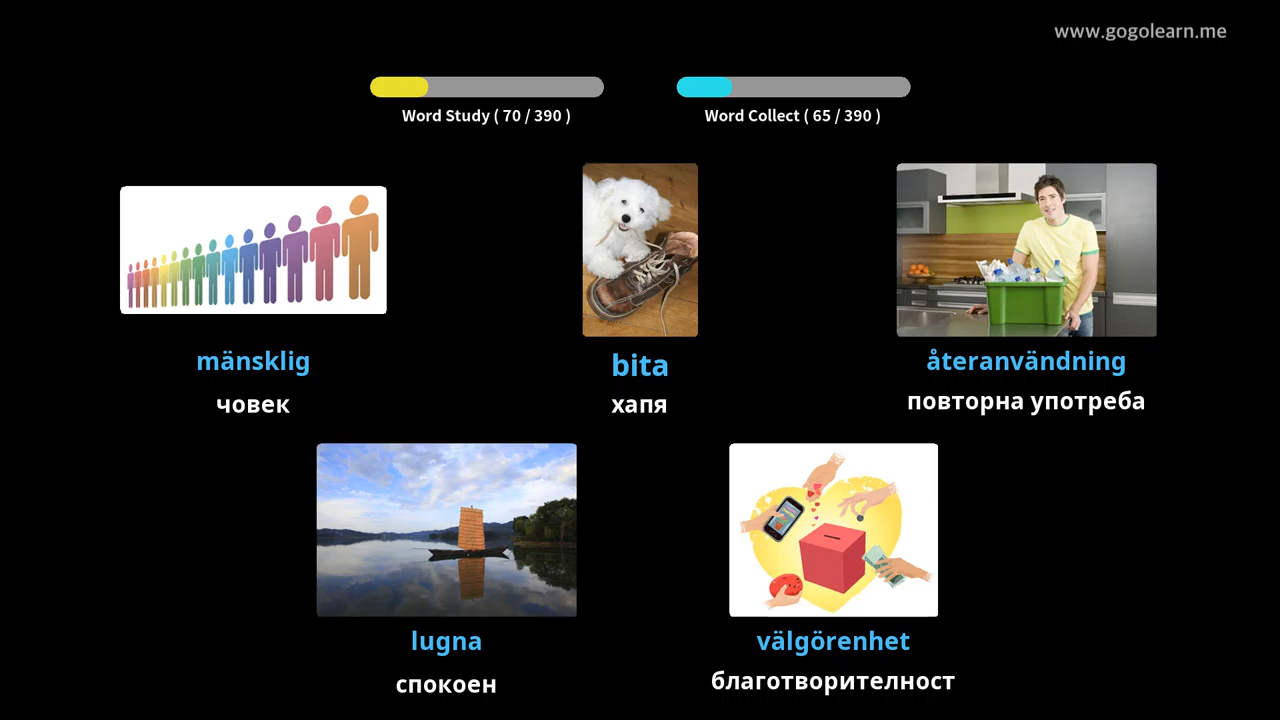 www.gogolearn.me
Word Study ( 70 / 390 )
Word Collect ( 65 / 390 )
mänsklig
човек
bita
хапя
återanvändning
повторна употреба
lugna
спокоен
välgörenhet
благотворителност